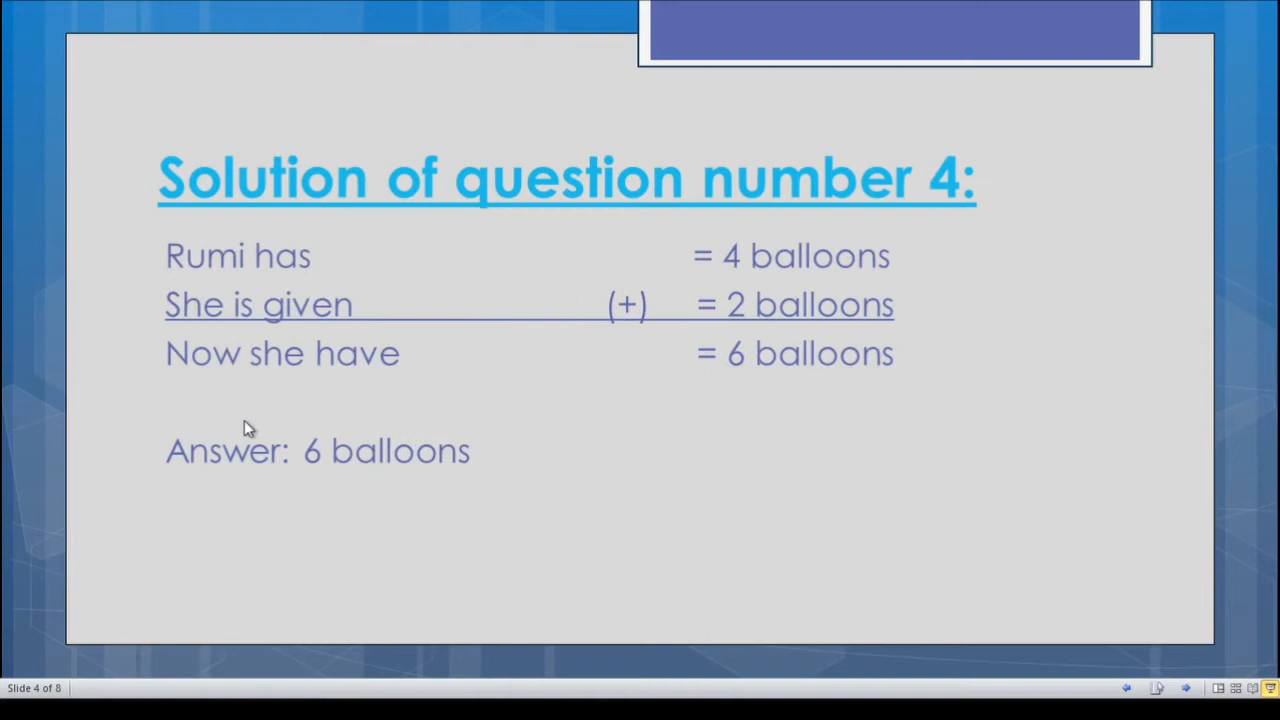 Solution of question number 4:
Rumi has = 4 balloons
She is given (+) = 2 balloons
Now she have = 6 balloons
Answer: 6 balloons
Slide 4 of 8